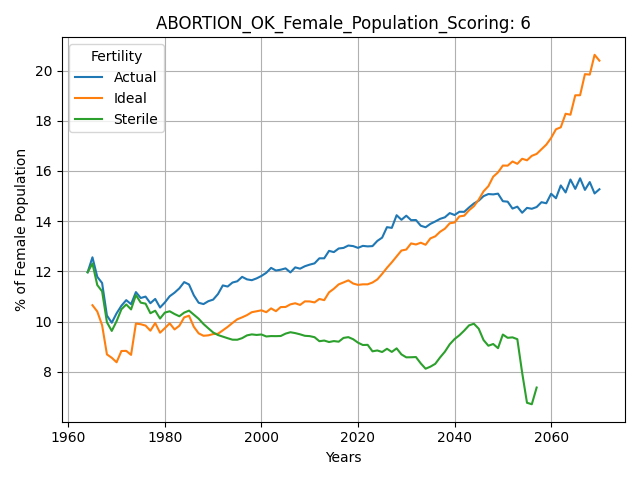 ABORTION_OK_Female_Population_Scoring: 6
Fertility
Actual
Ideal
Sterile
% of Female Population
20
18
16
14
12
10
8
1960 1980 2000 2020 2040 2060
Years